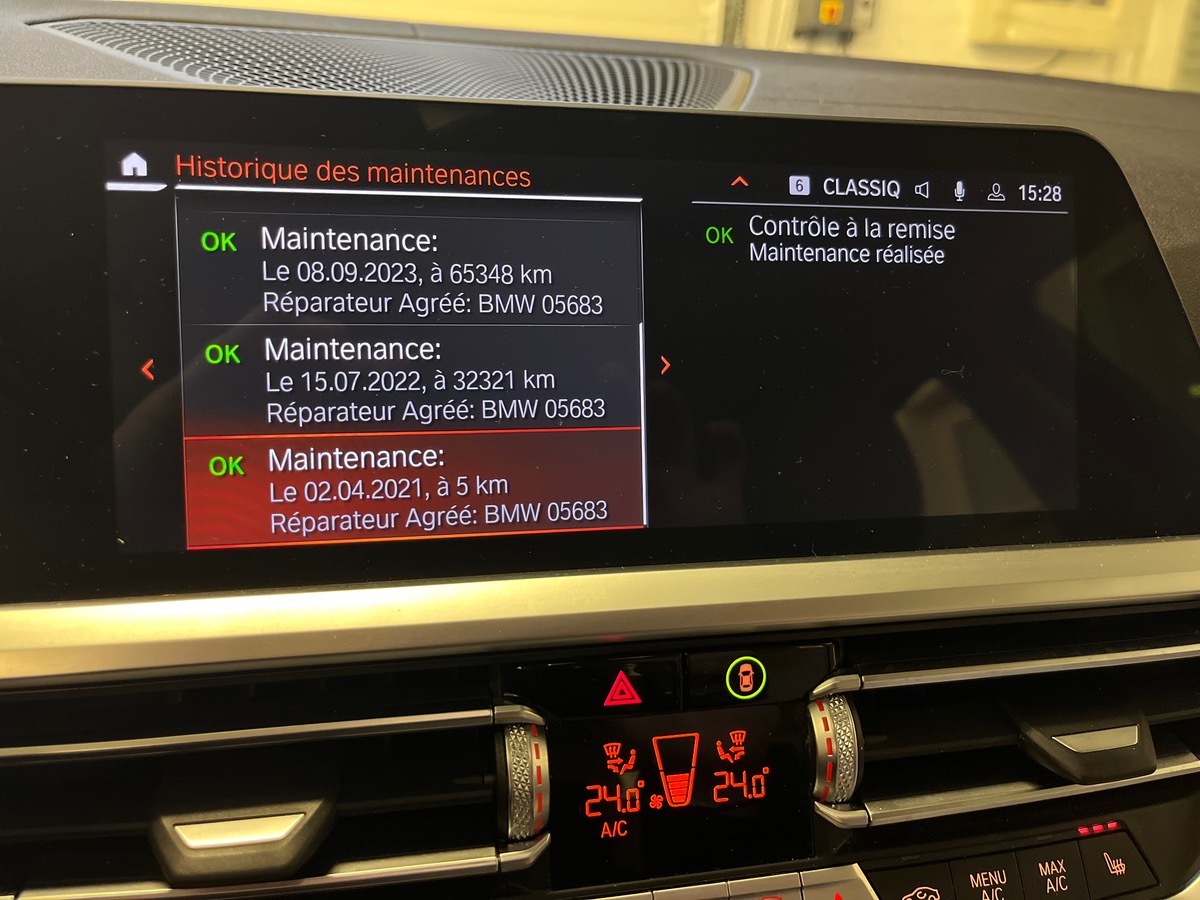 Historique des maintenances
6 CLASSIQ 15:28
OK Maintenance:
Le 08.09.2023, à 65348 km
Réparateur Agréé: BMW 05683
OK Maintenance:
Le 15.07.2022, à 32321 km
Réparateur Agréé: BMW 05683
OK Maintenance:
Le 02.04.2021, à 5 km
Réparateur Agréé: BMW 05683
OK Contrôle à la remise
Maintenance réalisée
24.0° 24.0°
A/C
MENU
A/C
MAX
A/C